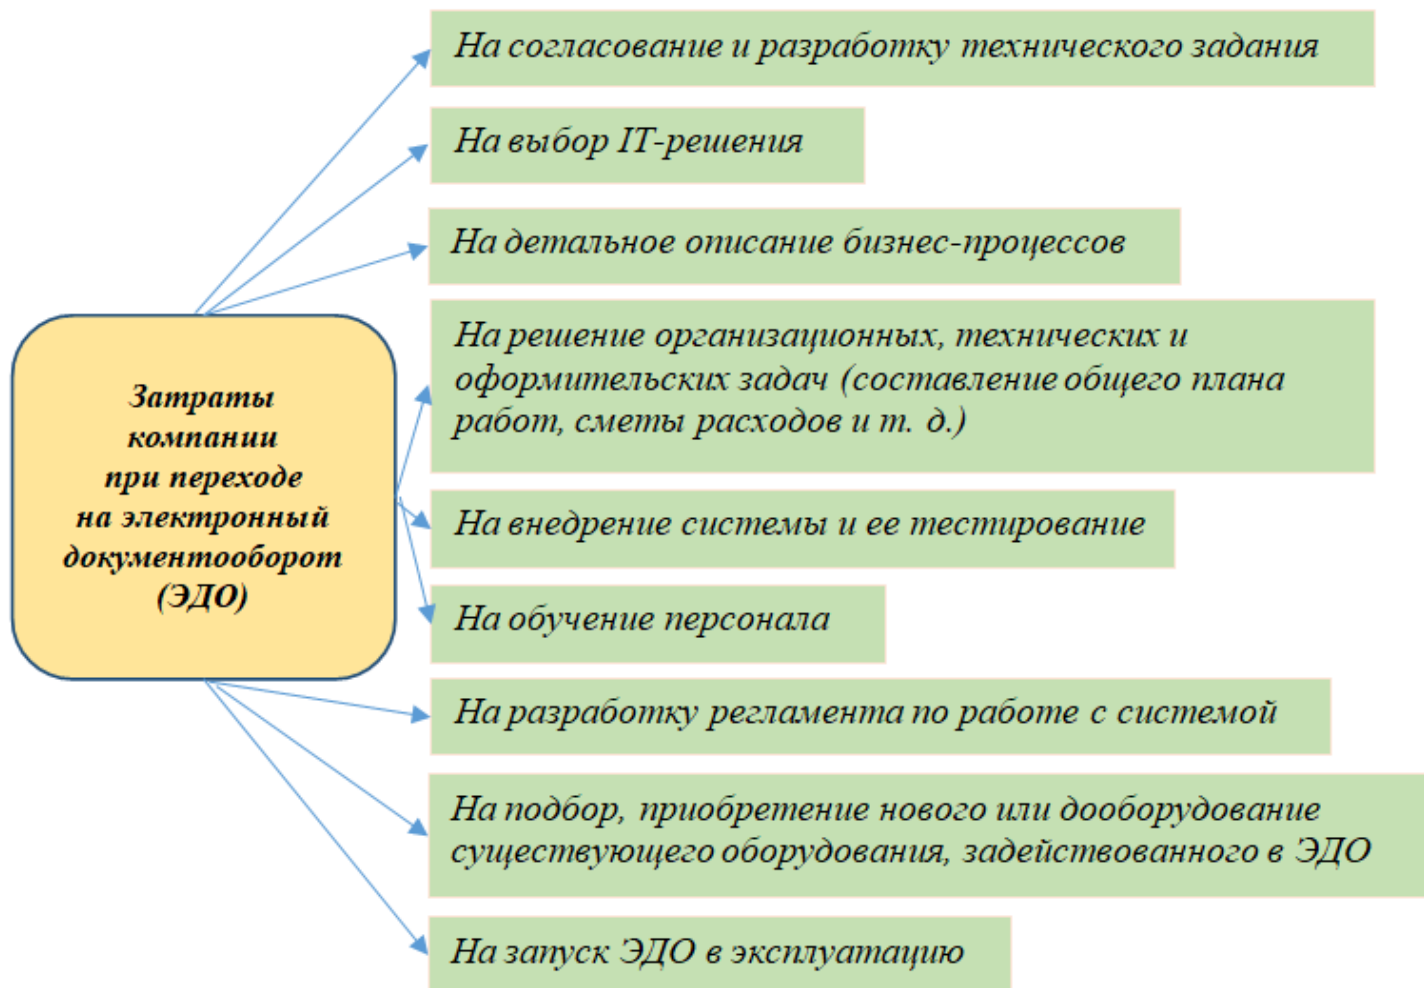 На согласование и разработку технического задания
На выбор IT-решения
На детальное описание бизнес-процессов
На решение организационных, технических и
оформительских задач (составление общего плана
работ, сметы расходов и т. д.)
Затраты
компании
при переходе
на электронный
документооборот
(ЭДО)
На внедрение системы и ее тестирование
На обучение персонала
На разработку регламента по работе с системой
На подбор, приобретение нового или дооборудование
существующего оборудования, задействованного в ЭДО
На запуск ЭДО в эксплуатацию